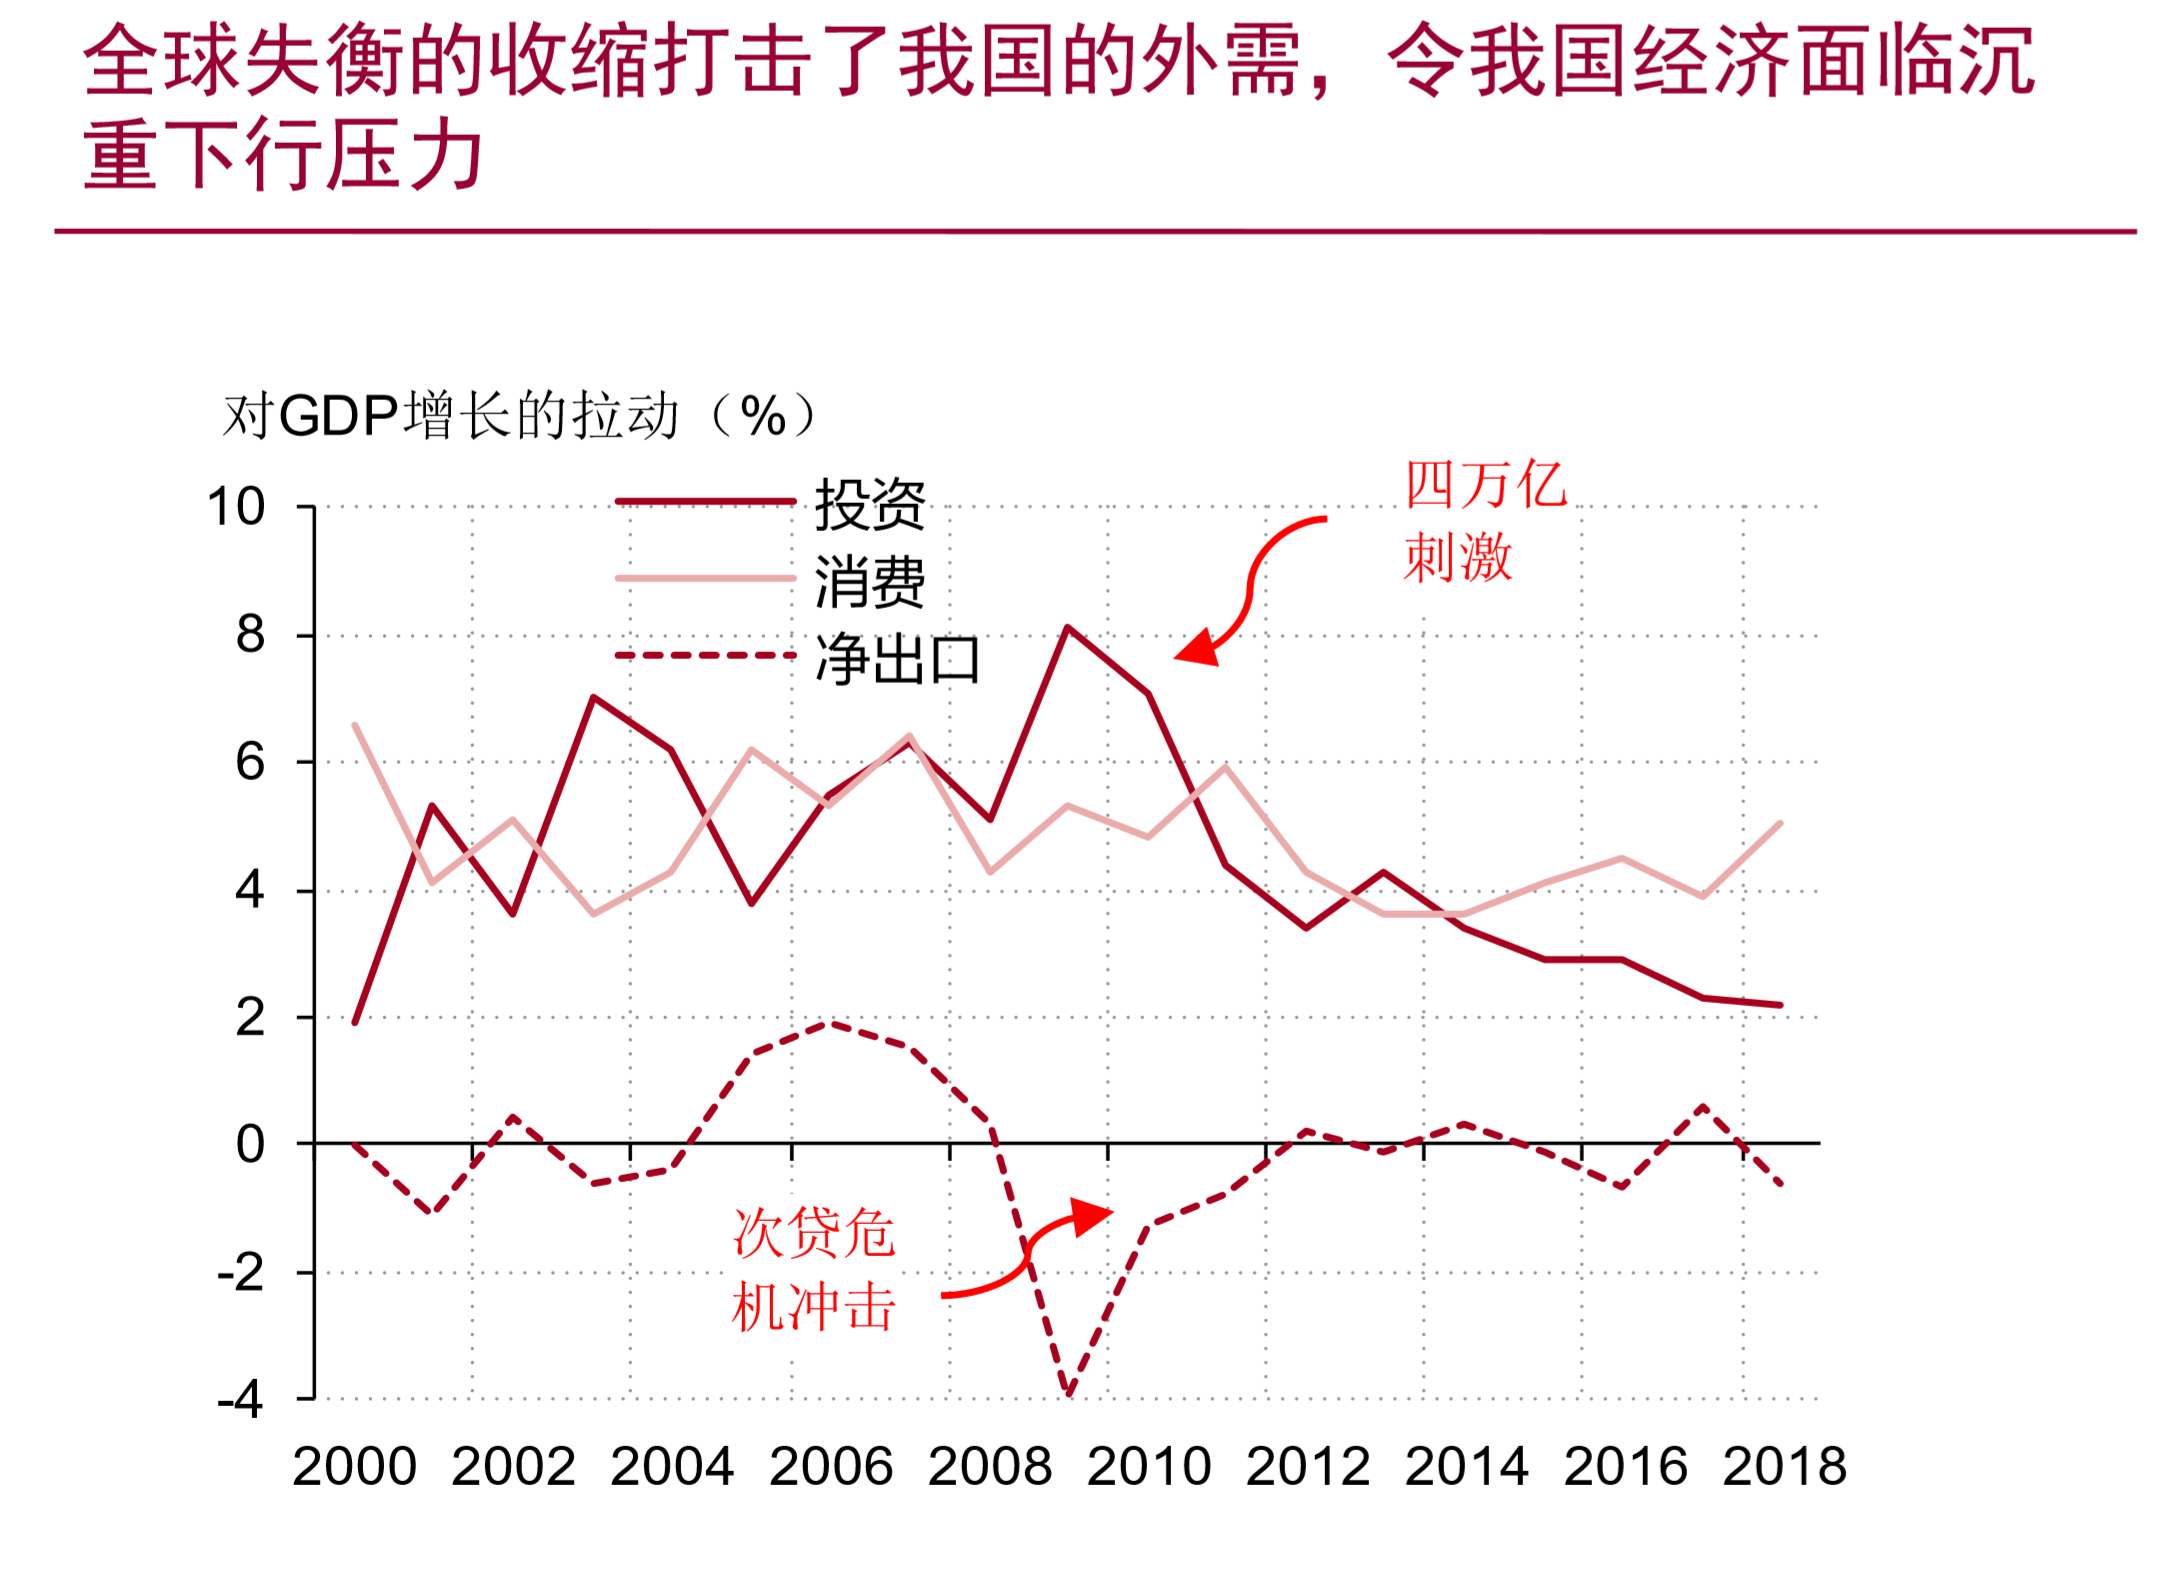 全球失衡的收缩打击了我国的外需，令我国经济面临沉
重下行压力
对GDP增长的拉动（%）
投资
消费
净出口
四万亿
刺激
次贷危
机冲击
10
8
6
4
2
0
-2
-4
2000 2002 2004 2006 2008 2010 2012 2014 2016 2018